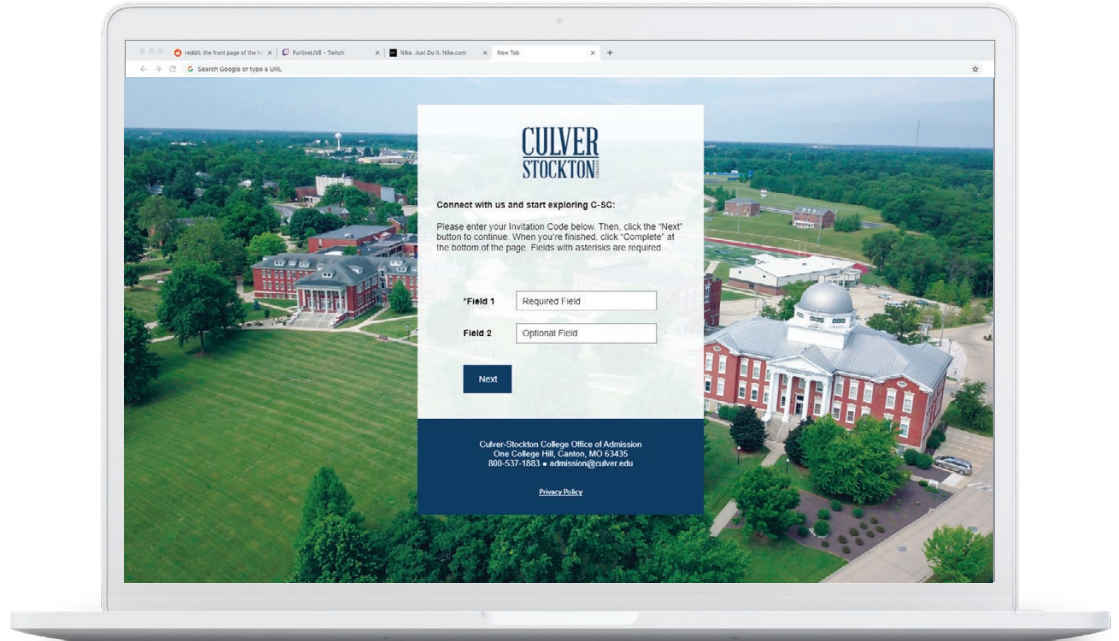 reddit: the front page of the in
FurtiveLIVE - Twitch
Nike. Just Do It. Nike.com
New Tab
Search Google or type a URL
CULVER
STOCKTON
COLLEGE
Connect with us and start exploring C-SC:
Please enter your Invitation Code below. Then, click the “Next”
button to continue. When you're finished, click “Complete” at
the bottom of the page. Fields with asterisks are required
*Field 1
Required Field
Field 2
Optional Field
Next
Culver-Stockton College Office of Admission
One College Hill, Canton, MO 63435
800-537-1883 ● admission@culver.edu
Privacy Policy